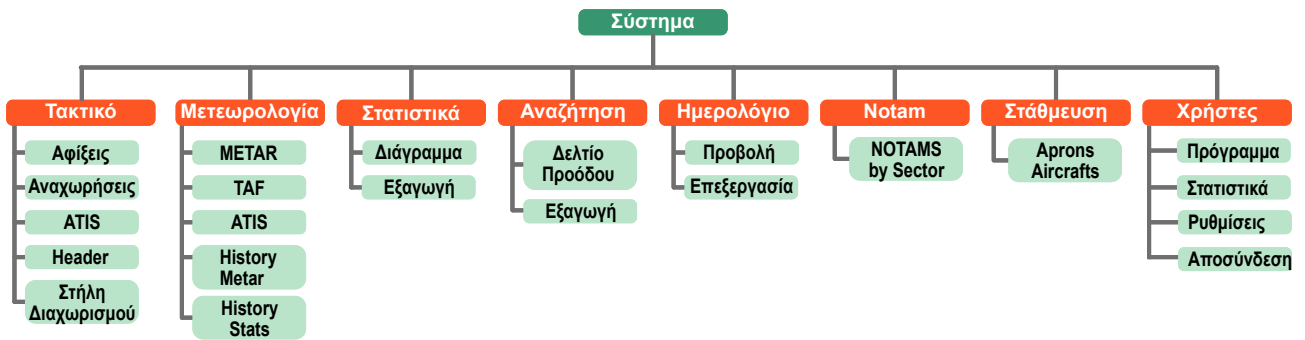 Σύστημα
Τακτικό
Αφίξεις
Αναχωρήσεις
ATIS
Header
Στήλη
Διαχωρισμού
Μετεωρολογία
METAR
TAF
ATIS
History
Metar
History
Stats
Στατιστικά
Διάγραμμα
Εξαγωγή
Αναζήτηση
Δελτίο
Προόδου
Εξαγωγή
Ημερολόγιο
Προβολή
Επεξεργασία
Notam
NOTAMS
by Sector
Στάθμευση
Aprons
Aircrafts
Χρήστες
Πρόγραμμα
Στατιστικά
Ρυθμίσεις
Αποσύνδεση